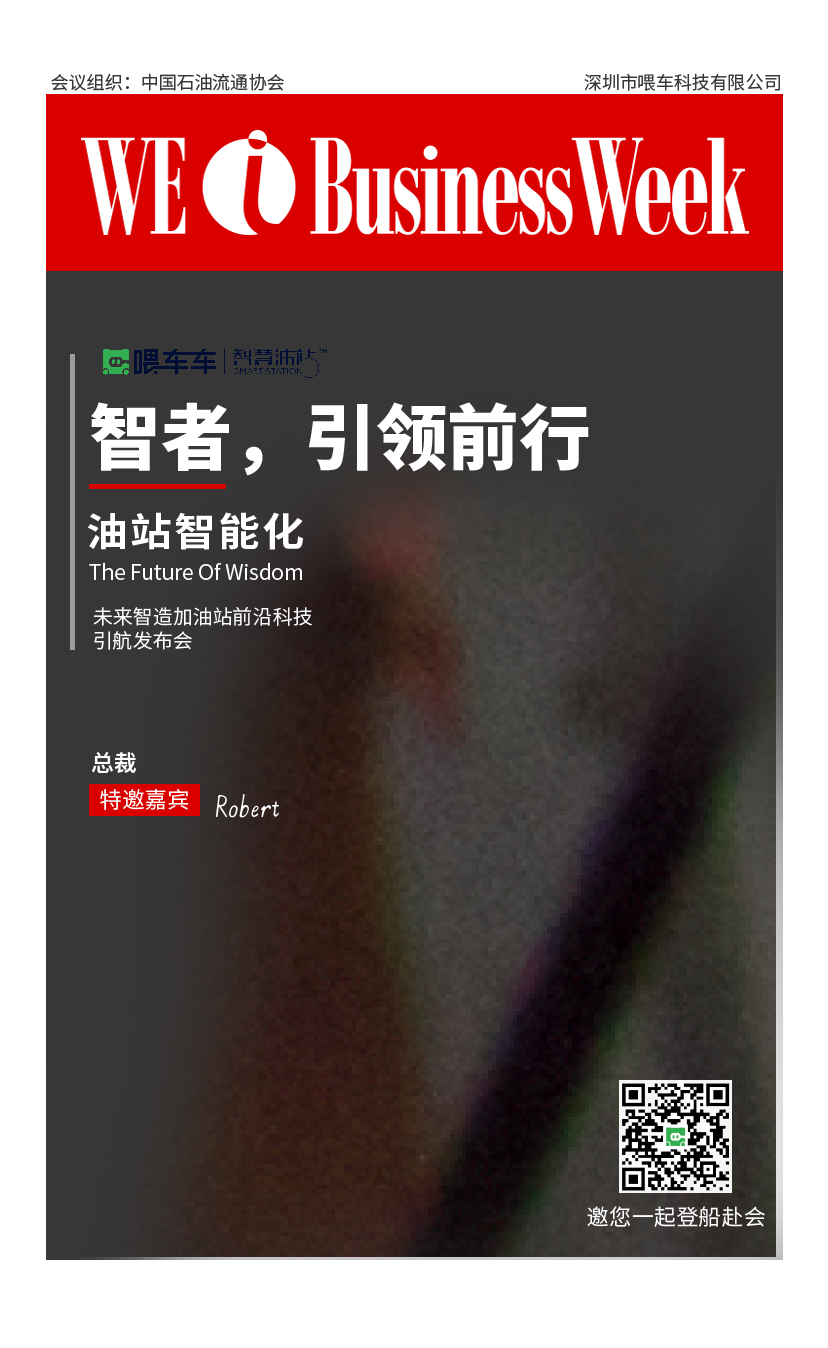 会议组织：中国石油流通协会
深圳市喂车科技有限公司
WE i BusinessWeek
喂车车 智慧油站 ™
SMART STATION
智者，引领前行
油站智能化
The Future Of Wisdom
未来智造加油站前沿科技
引航发布会
总裁
特邀嘉宾 Robert
邀您一起登船赴会